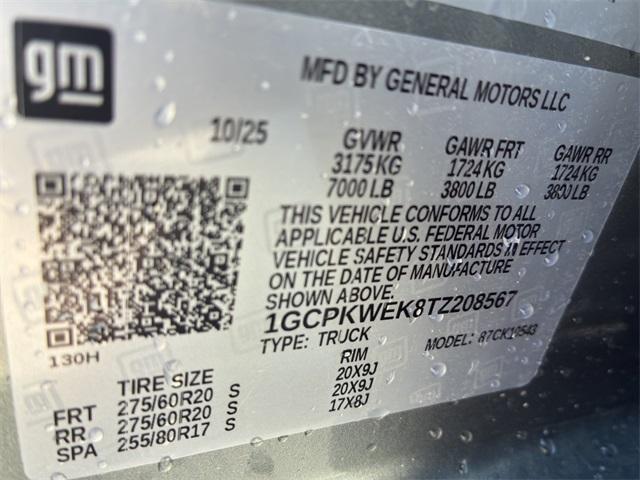 gm
MFD BY GENERAL MOTORS LLC
10/25 GVWR GAWR FRT GAWR RR
3175 KG 1724 KG 1724 KG
7000 LB 3800 LB 3800 LB
THIS VEHICLE CONFORMS TO ALL
APPLICABLE U.S. FEDERAL MOTOR
VEHICLE SAFETY STANDARDS IN EFFECT
ON THE DATE OF MANUFACTURE
SHOWN ABOVE.
1GCPKWEK8TZ208567
130H TYPE: TRUCK MODEL: CK10543
TIRE SIZE RIM
FRT 275/60R20 S 20X9J
RR 275/60R20 S 20X9J
SPA 255/80R17 S 17X8J